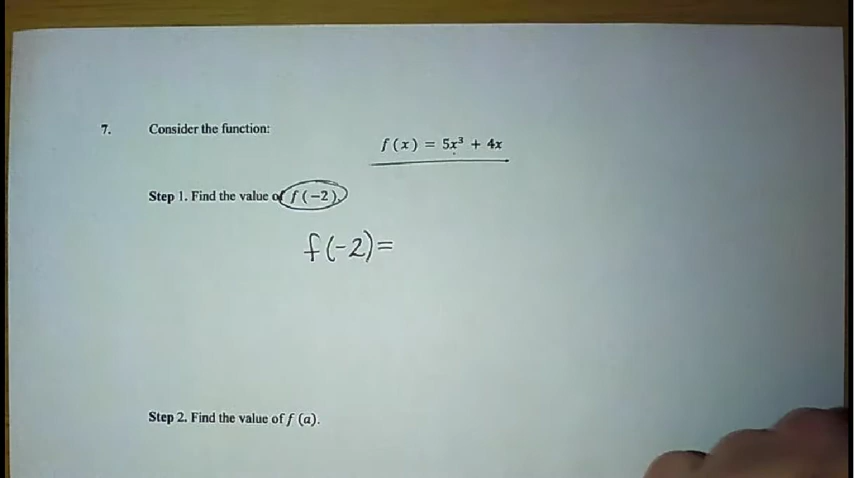 7. Consider the function:
f(x) = 5x³ + 4x
Step 1. Find the value of f(−2).
f(-2)=
Step 2. Find the value of f (a).